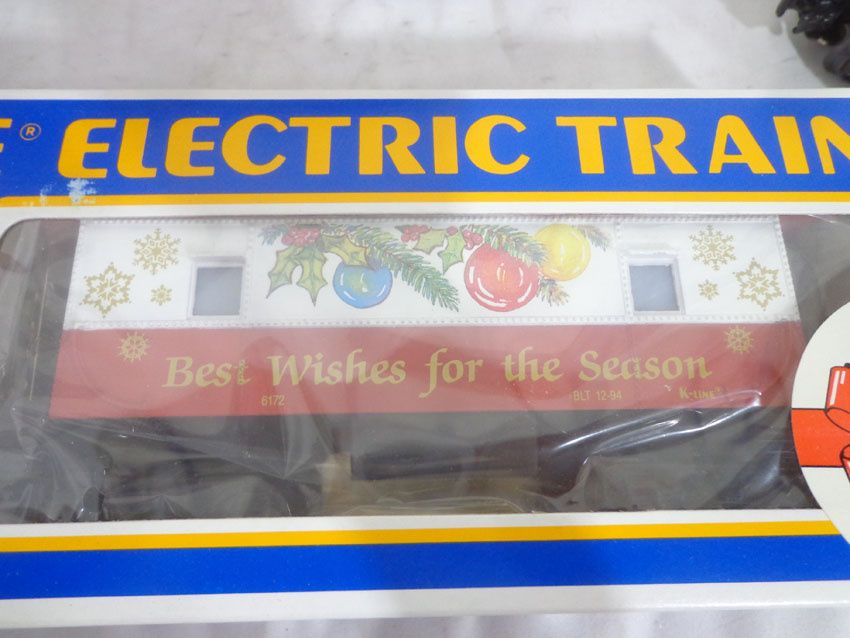 E® ELECTRIC TRAIN
Best Wishes for the Season
6172 BLT 12-94 K-LINE®